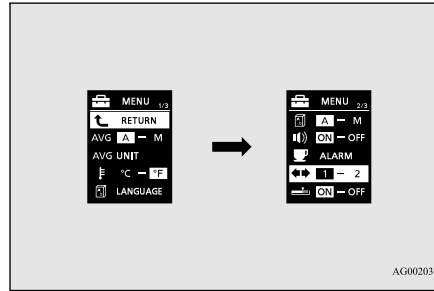 MENU 1/3
RETURN
AVG A – M
AVG UNIT
°C – °F
LANGUAGE
MENU 2/3
A – M
ON – OFF
ALARM
1 – 2
ON – OFF
AG00203